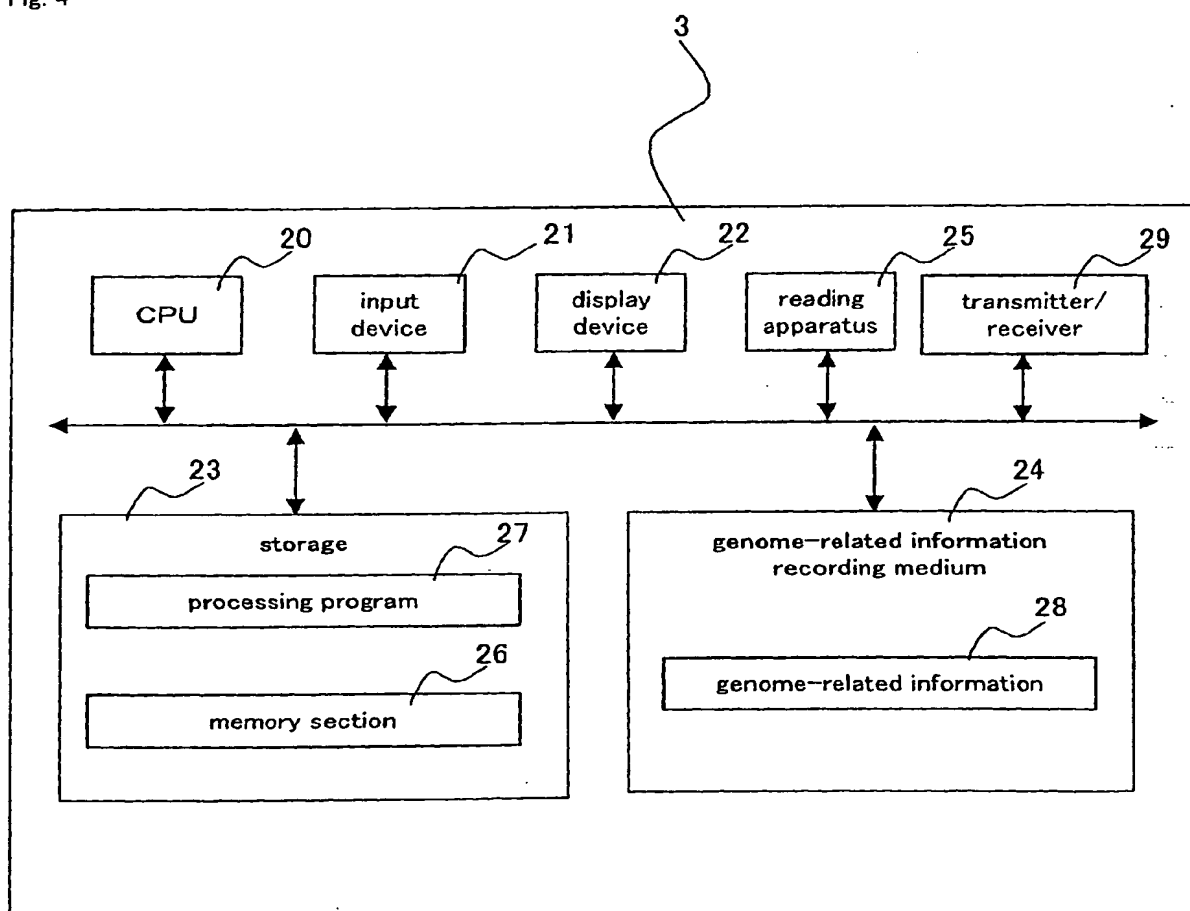 Fig. 4
3
20
21
22
25
29
CPU
input
device
display
device
reading
apparatus
transmitter/
receiver
23
24
storage
27
processing program
26
memory section
genome-related information
recording medium
28
genome-related information